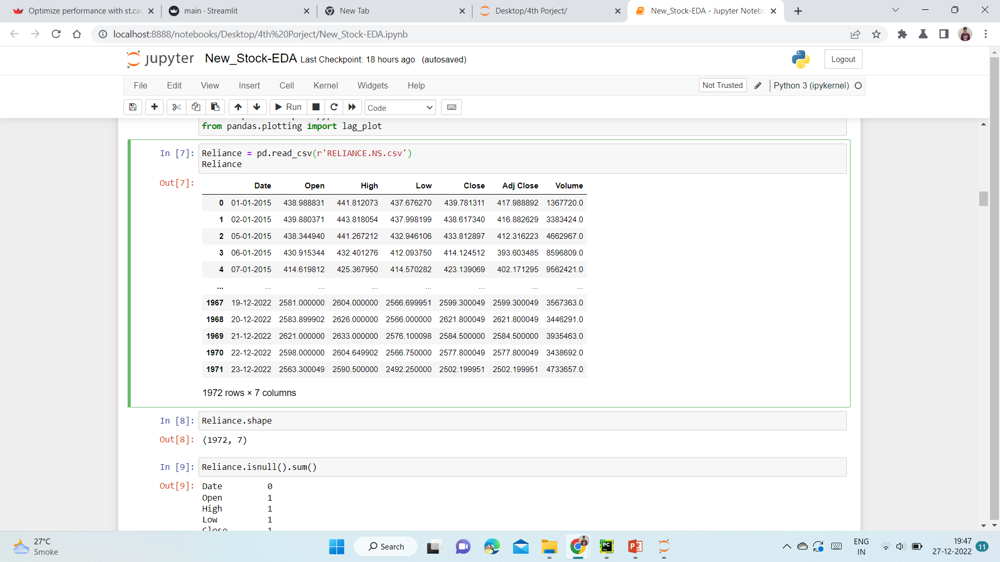 Optimize performance with st.cac
main · Streamlit
New Tab
Desktop/4th Porject/
New_Stock-EDA - Jupyter Notebo
localhost:8888/notebooks/Desktop/4th%20Porject/New_Stock-EDA.ipynb
jupyter New_Stock-EDA Last Checkpoint: 18 hours ago (autosaved)
Logout
File Edit View Insert Cell Kernel Widgets Help
Not Trusted
Python 3 (ipykernel)
Run
Code
from pandas.plotting import lag_plot
In [7]: Reliance = pd.read_csv(r'RELIANCE.NS.csv')
Reliance
Out[7]:
Date Open High Low Close Adj Close Volume
0 01-01-2015 438.988831 441.812073 437.676270 439.781311 417.988892 1367720.0
1 02-01-2015 439.880371 443.818054 437.998199 438.617340 416.882629 3383424.0
2 05-01-2015 438.344940 441.267212 432.946106 433.812897 412.316223 4662967.0
3 06-01-2015 430.915344 432.401276 412.093750 414.124512 393.603485 8596809.0
4 07-01-2015 414.619812 425.367950 414.570282 423.139069 402.171295 9562421.0
... ... ... ... ... ... ... ...
1967 19-12-2022 2581.000000 2604.000000 2566.699951 2599.300049 2599.300049 3567363.0
1968 20-12-2022 2583.899902 2626.000000 2566.000000 2621.800049 2621.800049 3446291.0
1969 21-12-2022 2621.000000 2633.000000 2576.100098 2584.500000 2584.500000 3935463.0
1970 22-12-2022 2598.000000 2604.649902 2566.750000 2577.800049 2577.800049 3438692.0
1971 23-12-2022 2563.300049 2590.500000 2492.250000 2502.199951 2502.199951 4733657.0
1972 rows × 7 columns
In [8]: Reliance.shape
Out[8]: (1972, 7)
In [9]: Reliance.isnull().sum()
Out[9]: Date 0
Open 1
High 1
Low 1
Close 1
27°C
Smoke
Search
PC
ENG
IN
19:47
27-12-2022
11